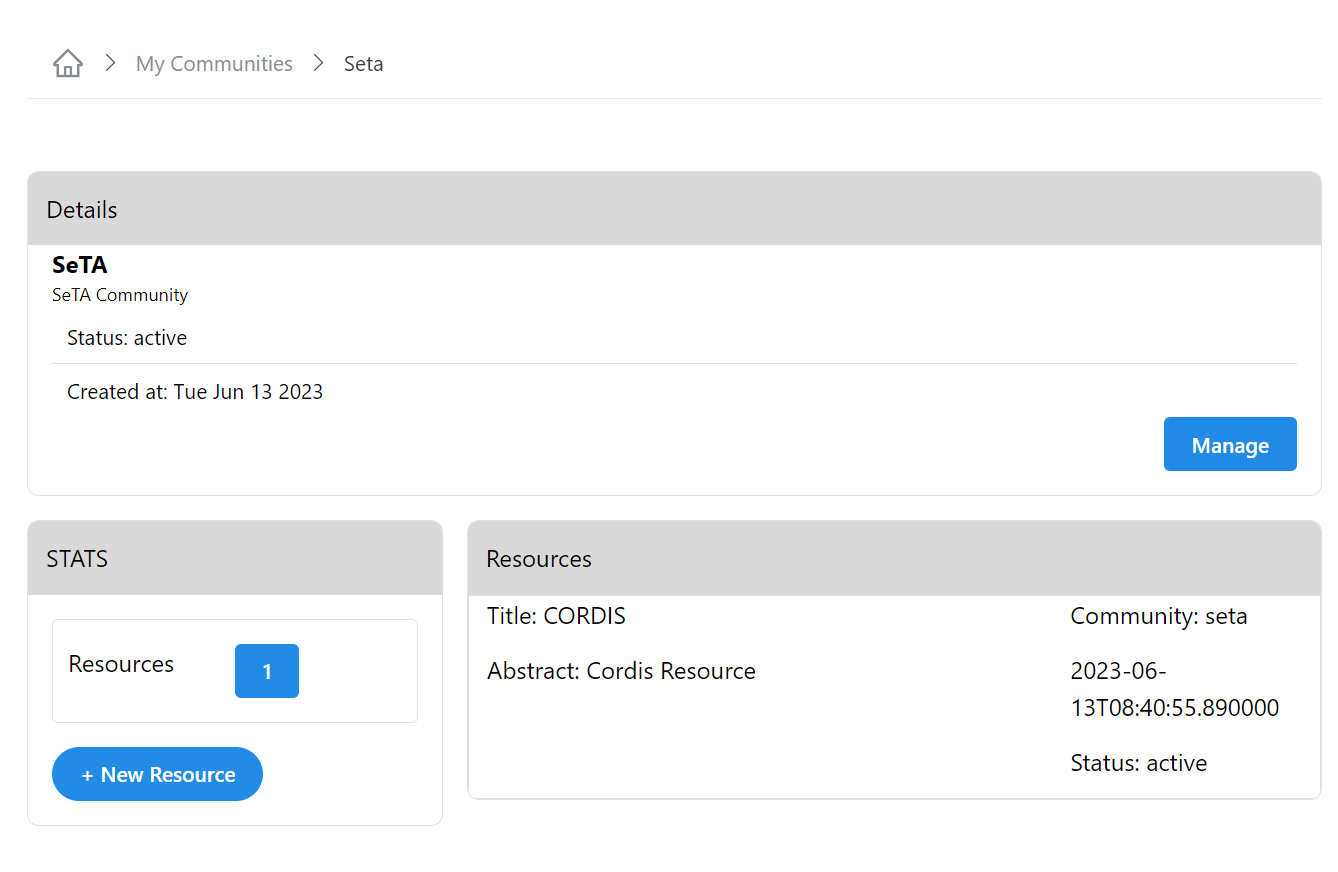 My Communities
Seta
Details
SeTA
SeTA Community
Status: active
Created at: Tue Jun 13 2023
Manage
STATS
Resources
1
+ New Resource
Resources
Title: CORDIS
Abstract: Cordis Resource
Community: seta
2023-06-
13T08:40:55.890000
Status: active